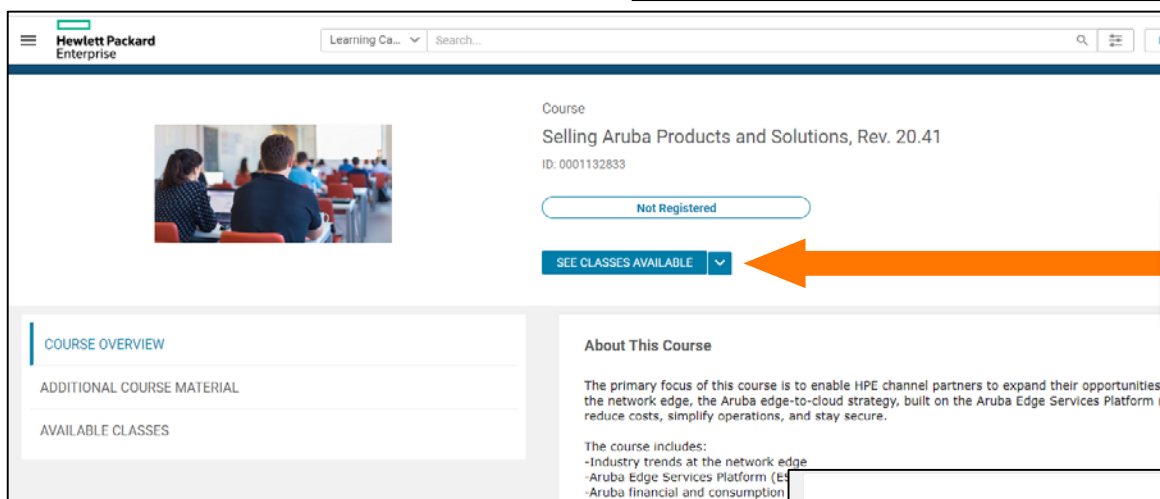 Hewlett Packard
Enterprise
Learning Ca...
Search...
Course
Selling Aruba Products and Solutions, Rev. 20.41
ID: 0001132833
Not Registered
SEE CLASSES AVAILABLE
COURSE OVERVIEW
ADDITIONAL COURSE MATERIAL
AVAILABLE CLASSES
About This Course
The primary focus of this course is to enable HPE channel partners to expand their opportunities
the network edge, the Aruba edge-to-cloud strategy, built on the Aruba Edge Services Platform
reduce costs, simplify operations, and stay secure.
The course includes:
-Industry trends at the network edge
-Aruba Edge Services Platform (ES
-Aruba financial and consumption